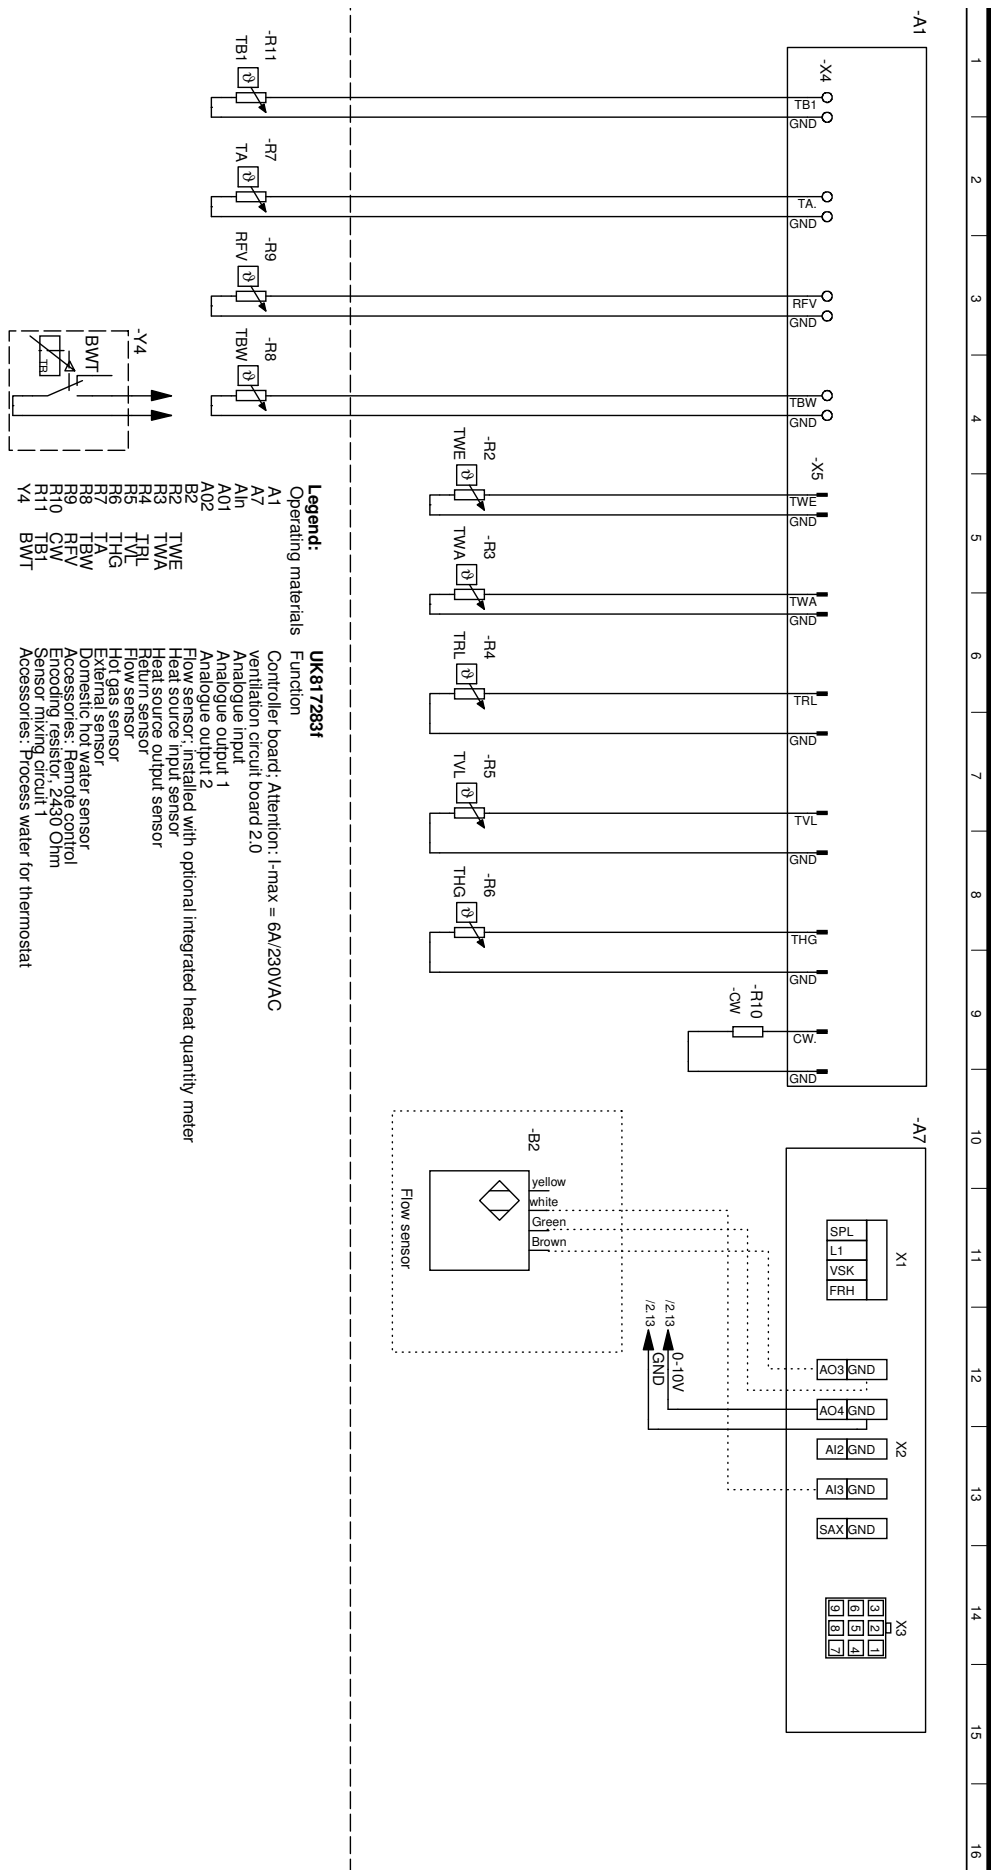 1
2
3
4
5
6
7
8
9
10
11
12
13
14
15
16
-A1
-X4
TB1
GND
TA.
GND
RFV
GND
TBW
GND
-X5
TWE
GND
TWA
GND
TRL
GND
TVL
GND
THG
GND
CW.
GND
-R11
TB1
ϑ
-R7
TA
ϑ
-R9
RFV
ϑ
-R8
TBW
ϑ
-R2
TWE
ϑ
-R3
TWA
ϑ
-R4
TRL
ϑ
-R5
TVL
ϑ
-R6
THG
ϑ
-R10
-CW
-Y4
BWT
TR
-A7
X1
SPL
L1
VSK
FRH
X2
AO3 GND
AO4 GND
AI2 GND
AI3 GND
SAX GND
X3
3 2 1
6 5 4
9 8 7
/2.13 0-10V
/2.13 GND
-B2
yellow
white
Green
Brown
Flow sensor
Legend: UK817283f
Operating materials Function
A1 Controller board; Attention: I-max = 6A/230VAC
A7 ventilation circuit board 2.0
AIn Analogue input
A01 Analogue output 1
A02 Analogue output 2
B2 Flow sensor; installed with optional integrated heat quantity meter
R2 TWE Heat source input sensor
R3 TWA Heat source output sensor
R4 TRL Return sensor
R5 TVL Flow sensor
R6 THG Hot gas sensor
R7 TA External sensor
R8 TBW Domestic hot water sensor
R9 RFV Accessories: Remote control
R10 CW Encoding resistor, 2430 Ohm
R11 TB1 Sensor mixing circuit 1
Y4 BWT Accessories: Process water for thermostat